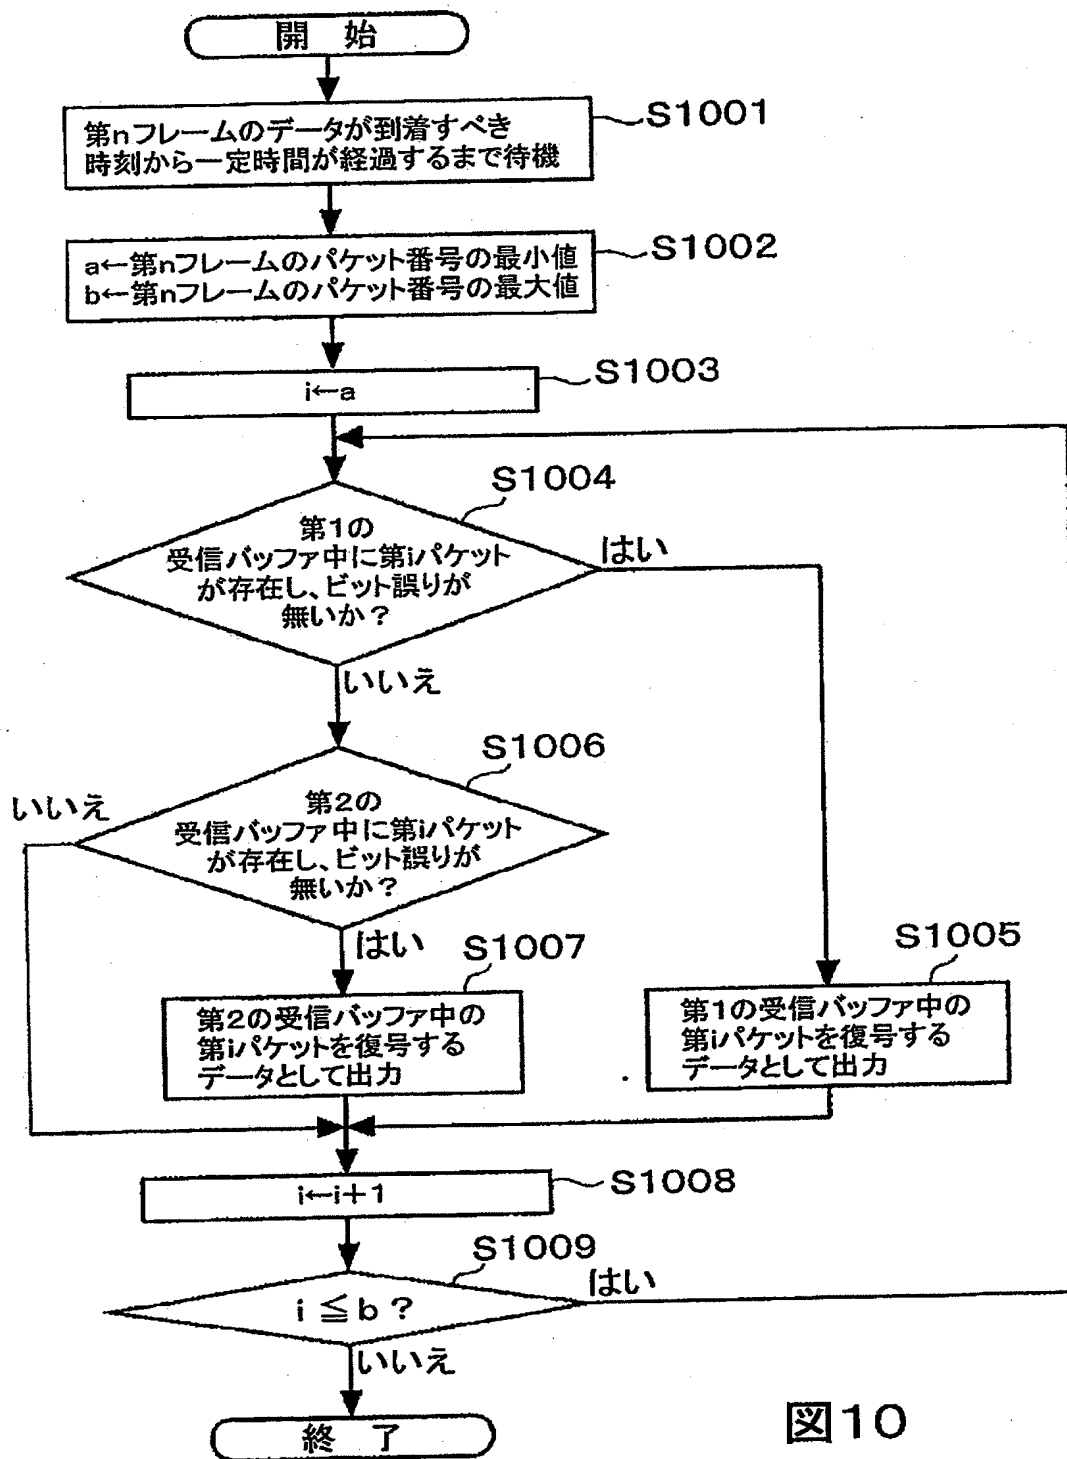 開 始
第nフレームのデータが到着すべき
時刻から一定時間が経過するまで待機
S1001
a←第nフレームのパケット番号の最小値
b←第nフレームのパケット番号の最大値
S1002
i←a
S1003
S1004
第1の
受信バッファ中に第iパケット
が存在し、ビット誤りが
無いか?
はい
いいえ
S1006
いいえ
第2の
受信バッファ中に第iパケット
が存在し、ビット誤りが
無いか?
はい
S1007
第2の受信バッファ中の
第iパケットを復号する
データとして出力
S1005
第1の受信バッファ中の
第iパケットを復号する
データとして出力
i←i+1
S1008
S1009
i≦b?
はい
いいえ
終 了
図10